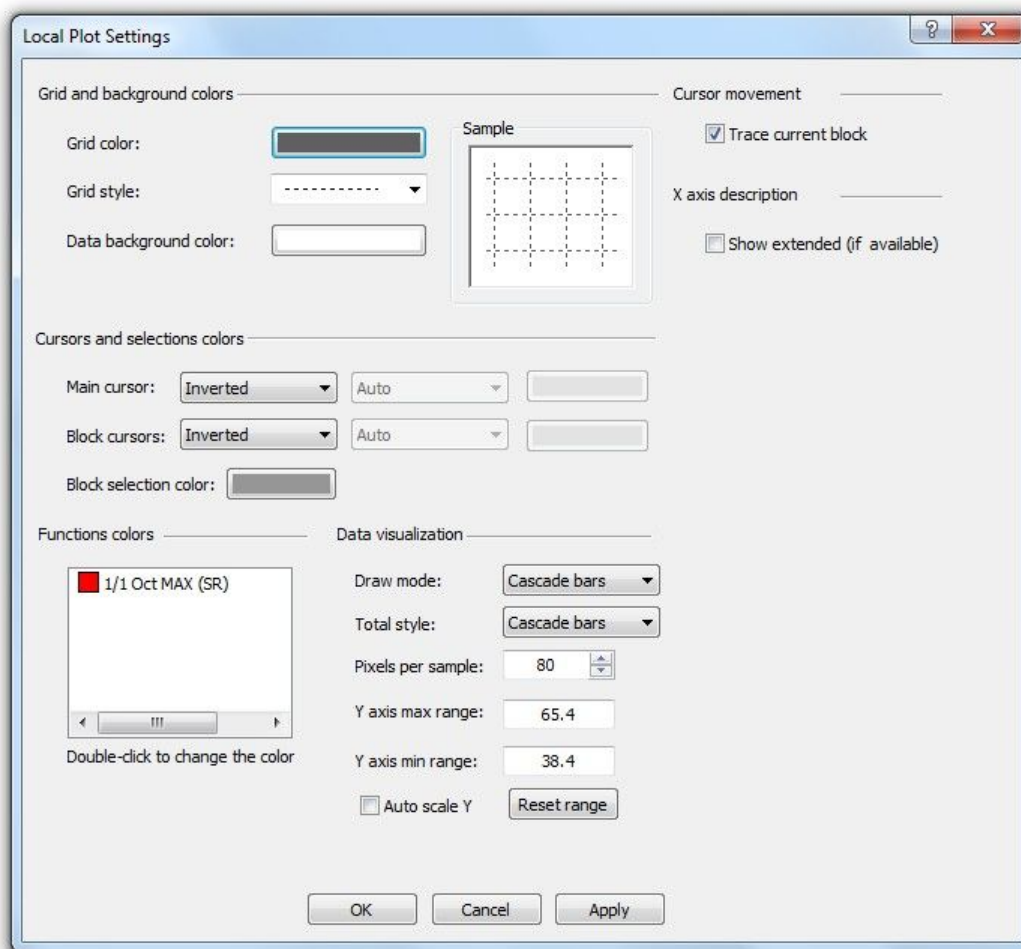 Local Plot Settings
?
Grid and background colors
Cursor movement
Grid color:
Sample
Trace current block
Grid style:
X axis description
Data background color:
Show extended (if available)
Cursors and selections colors
Main cursor: Inverted Auto
Block cursors: Inverted Auto
Block selection color:
Functions colors
Data visualization
1/1 Oct MAX (SR)
Draw mode: Cascade bars
Total style: Cascade bars
Pixels per sample: 80
Y axis max range: 65.4
Double-click to change the color
Y axis min range: 38.4
Auto scale Y Reset range
OK Cancel Apply